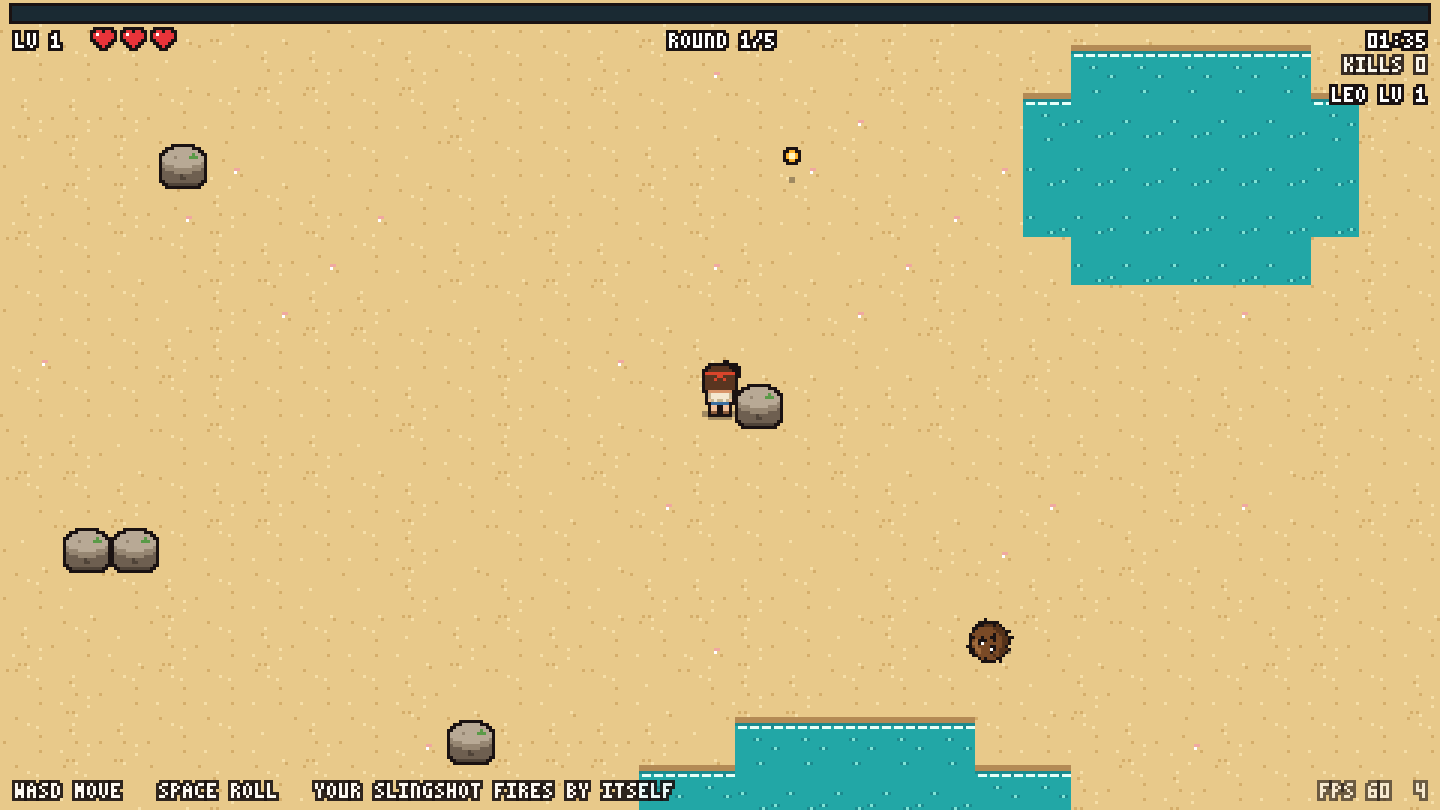 LV 1
ROUND 1/5
01:35
KILLS 0
LEO LV 1
WASD MOVE SPACE ROLL YOUR SLINGSHOT FIRES BY ITSELF
FPS 60 4